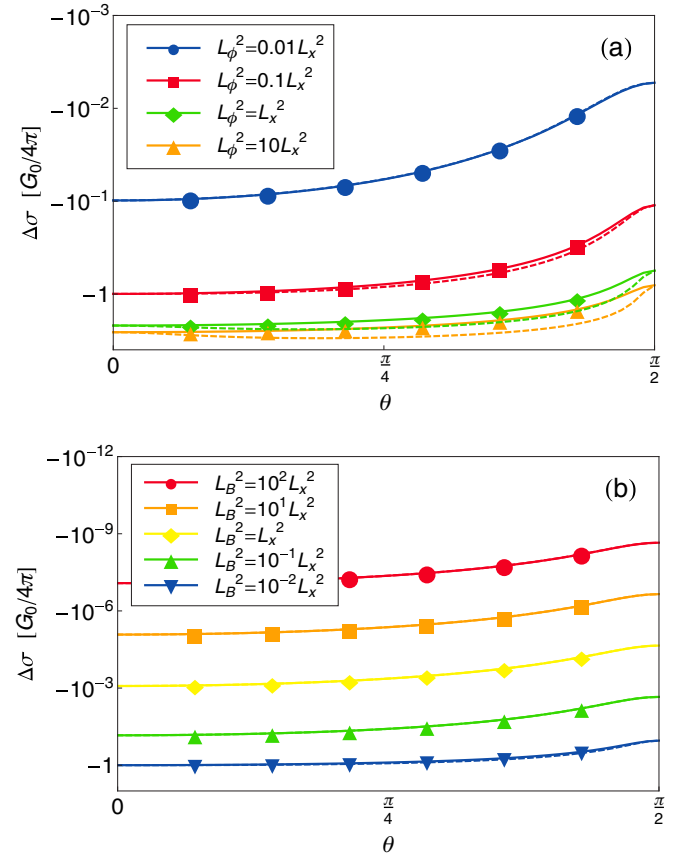 -10⁻³
(a)
L_ϕ²=0.01L_x²
L_ϕ²=0.1L_x²
L_ϕ²=L_x²
L_ϕ²=10L_x²
-10⁻²
-10⁻¹
-1
Δσ [G₀/4π]
0
π/4
π/2
θ
-10⁻¹²
(b)
L_B²=10²L_x²
L_B²=10¹L_x²
L_B²=L_x²
L_B²=10⁻¹L_x²
L_B²=10⁻²L_x²
-10⁻⁹
-10⁻⁶
-10⁻³
-1
Δσ [G₀/4π]
0
π/4
π/2
θ